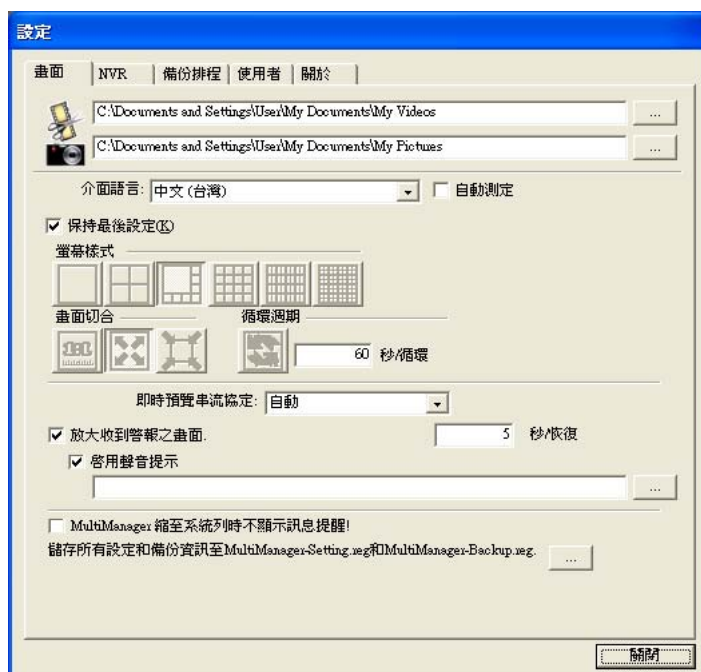 設定
畫面 NVR 備份排程 使用者 關於
C:\Documents and Settings\User\My Documents\My Videos ...
C:\Documents and Settings\User\My Documents\My Pictures ...
介面語言: 中文 (台灣) 自動測定
保持最後設定(K)
螢幕樣式
畫面切合 循環週期
60 秒/循環
即時預覽串流協定: 自動
放大收到警報之畫面. 5 秒/恢復
啓用聲音提示
...
MultiManager 縮至系統列時不顯示訊息提醒!
儲存所有設定和備份資訊至MultiManager-Setting.reg和MultiManager-Backup.reg. ...
關閉